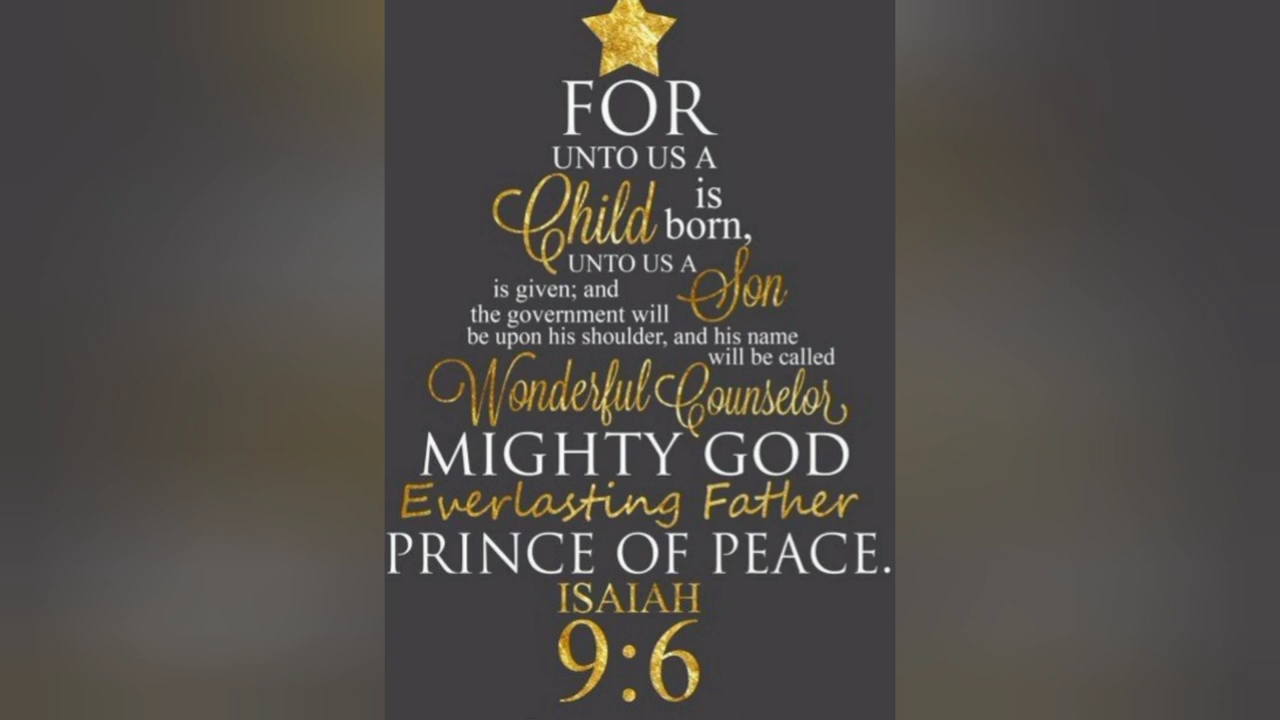 FOR
UNTO US A
Child is born,
UNTO US A Son
is given; and
the government will
be upon his shoulder, and his name
will be called
Wonderful Counselor
MIGHTY GOD
Everlasting Father
PRINCE OF PEACE.
ISAIAH
9:6